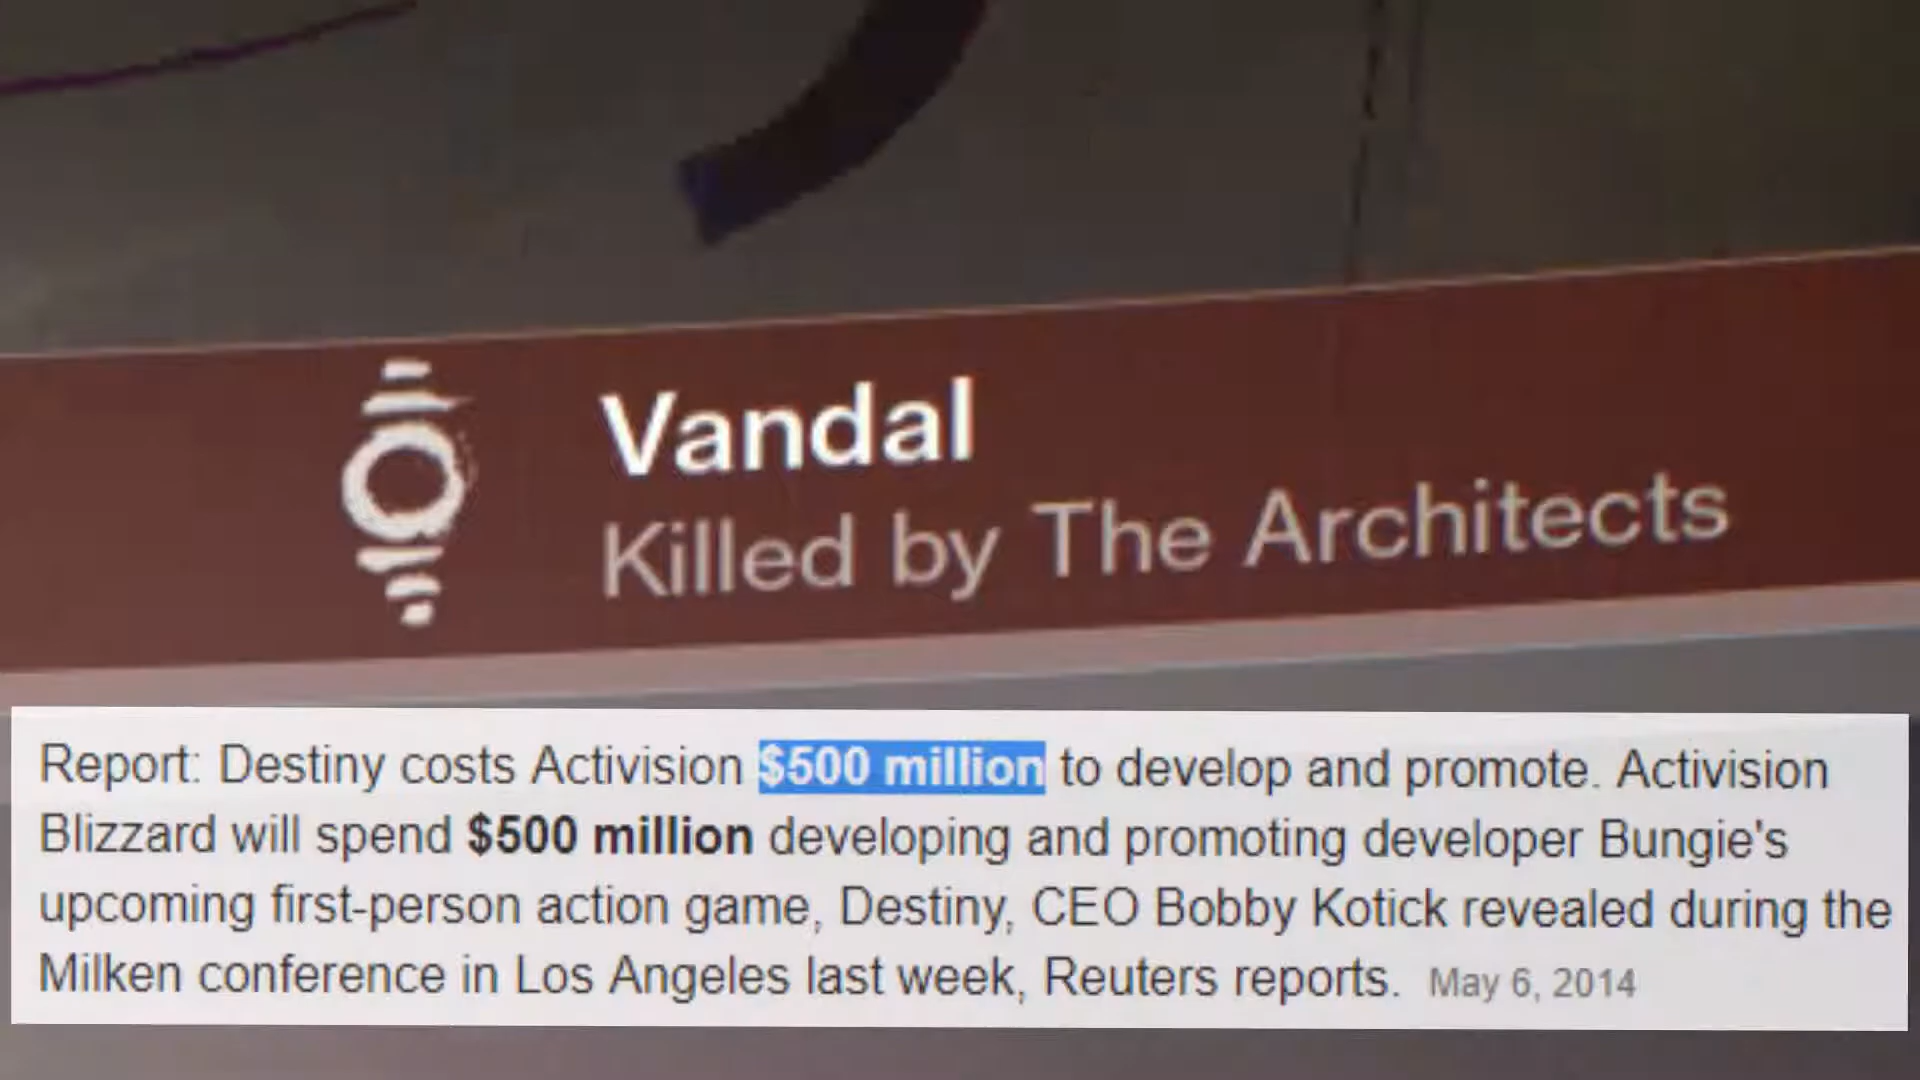 Vandal
Killed by The Architects
Report: Destiny costs Activision $500 million to develop and promote. Activision
Blizzard will spend $500 million developing and promoting developer Bungie's
upcoming first-person action game, Destiny, CEO Bobby Kotick revealed during the
Milken conference in Los Angeles last week, Reuters reports. May 6, 2014